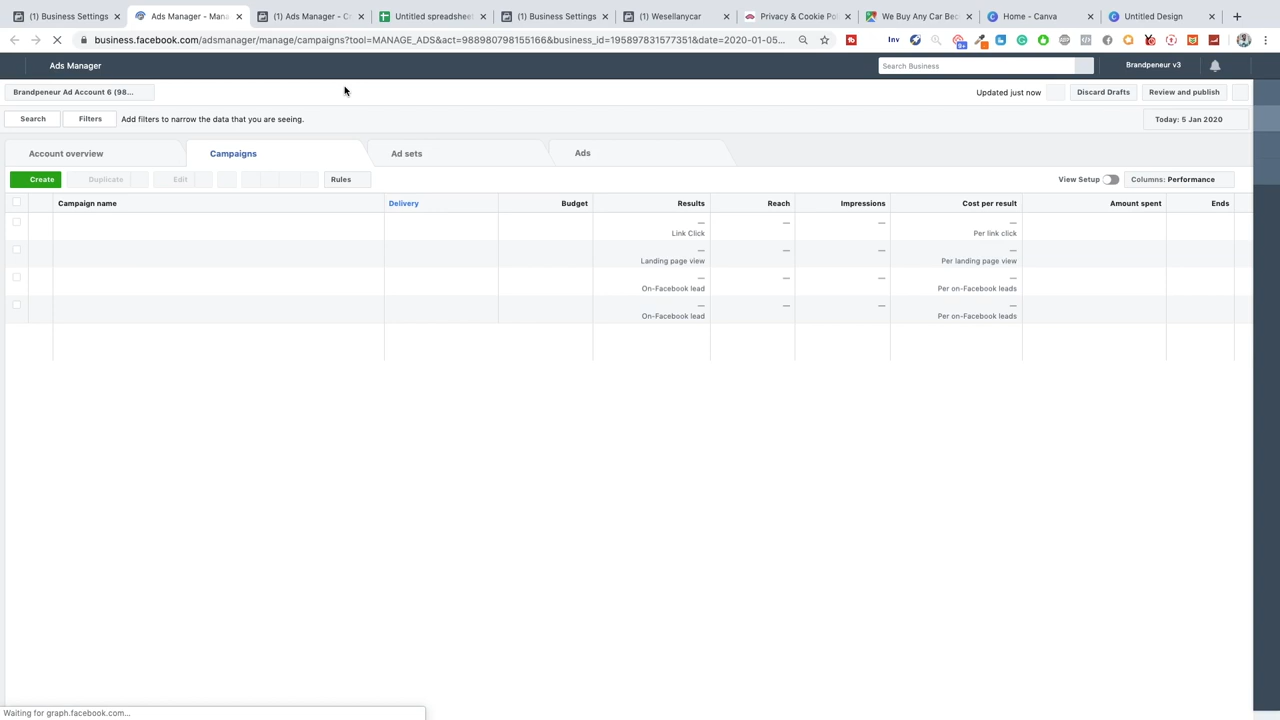 (1) Business Settings
Ads Manager - Mana
(1) Ads Manager - C
Untitled spreadshee
(1) Business Settings
(1) Wesellanycar
Privacy & Cookie Po
We Buy Any Car Bec
Home - Canva
Untitled Design
business.facebook.com/adsmanager/manage/campaigns?tool=MANAGE_ADS&act=988980798155166&business_id=195897831577351&date=2020-01-05...
Inv
Ads Manager
Search Business
Brandpeneur v3
Brandpeneur Ad Account 6 (98...
Updated just now
Discard Drafts
Review and publish
Search
Filters
Add filters to narrow the data that you are seeing.
Today: 5 Jan 2020
Account overview
Campaigns
Ad sets
Ads
Create
Duplicate
Edit
Rules
View Setup
Columns: Performance
Campaign name
Delivery
Budget
Results
Reach
Impressions
Cost per result
Amount spent
Ends
— — — —
Link Click
Per link click
— — — —
Landing page view
Per landing page view
— — — —
On-Facebook lead
Per on-Facebook leads
— — — —
On-Facebook lead
Per on-Facebook leads
Waiting for graph.facebook.com...